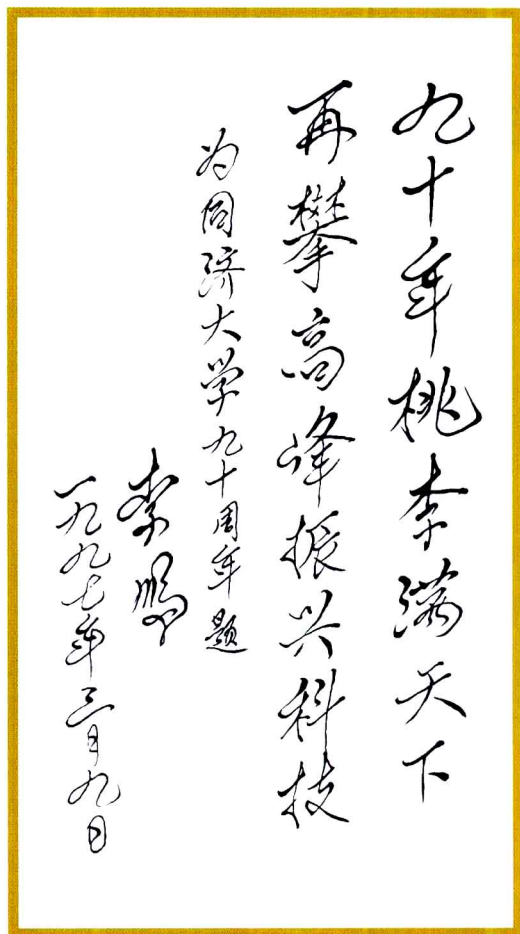 九十年桃李满天下
再攀高峰振兴科技
为同济大学九十周年题
李鹏
一九九七年三月九日